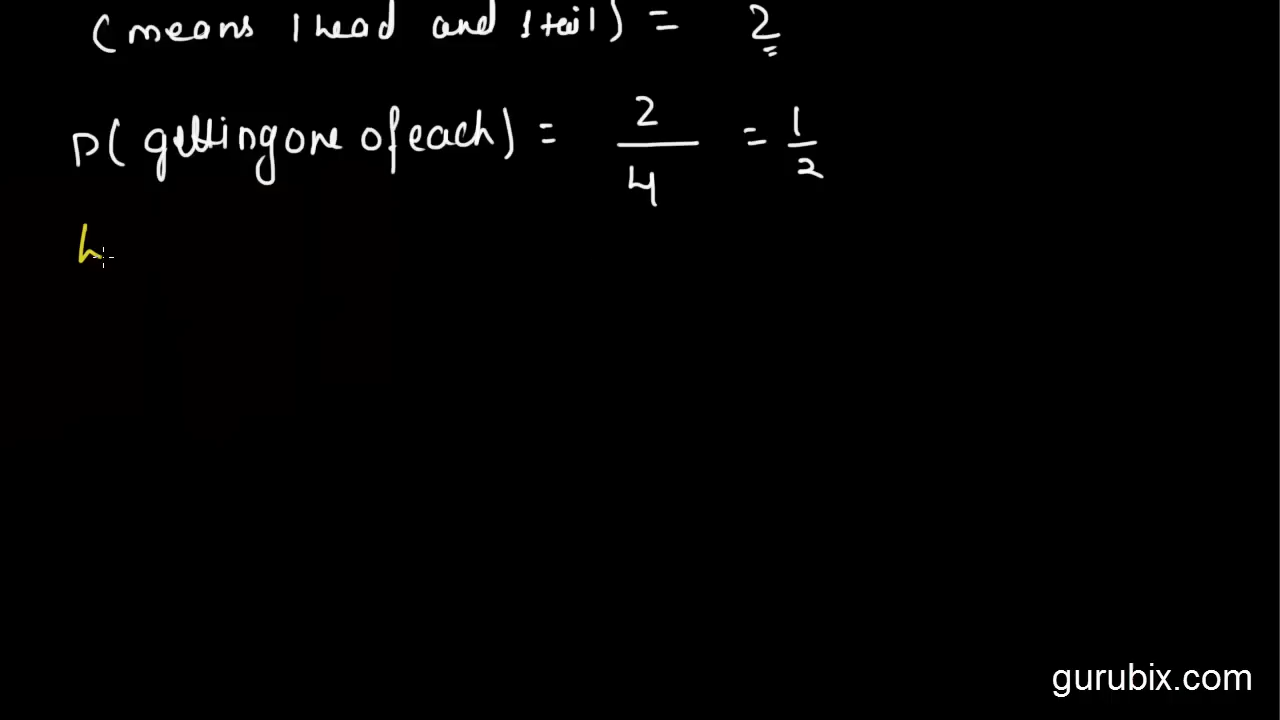 (means 1 head and 1 tail) = 2
P( getting one of each) = 2/4 = 1/2
h
gurubix.com